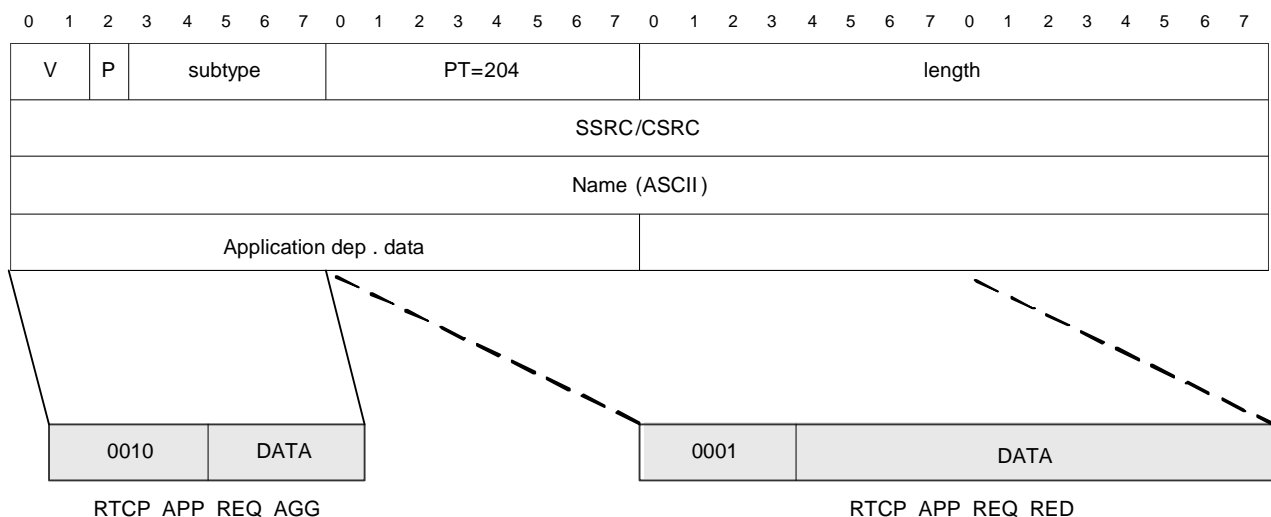 0 1 2 3 4 5 6 7 0 1 2 3 4 5 6 7 0 1 2 3 4 5 6 7 0 1 2 3 4 5 6 7
V P subtype PT=204 length
SSRC/CSRC
Name (ASCII)
Application dep . data
0010 DATA 0001 DATA
RTCP APP REQ AGG RTCP APP REQ RED